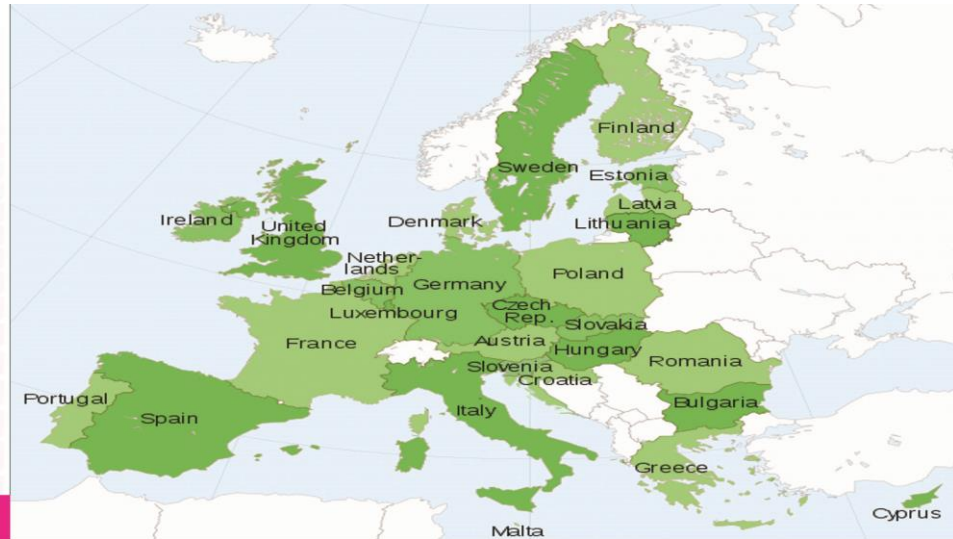 Finland
Sweden
Estonia
Latvia
Lithuania
Denmark
Ireland
United
Kingdom
Nether-
lands
Belgium
Luxembourg
Germany
Poland
Czech
Rep.
Slovakia
Austria
Hungary
Slovenia
Croatia
Romania
France
Portugal
Spain
Italy
Bulgaria
Greece
Malta
Cyprus